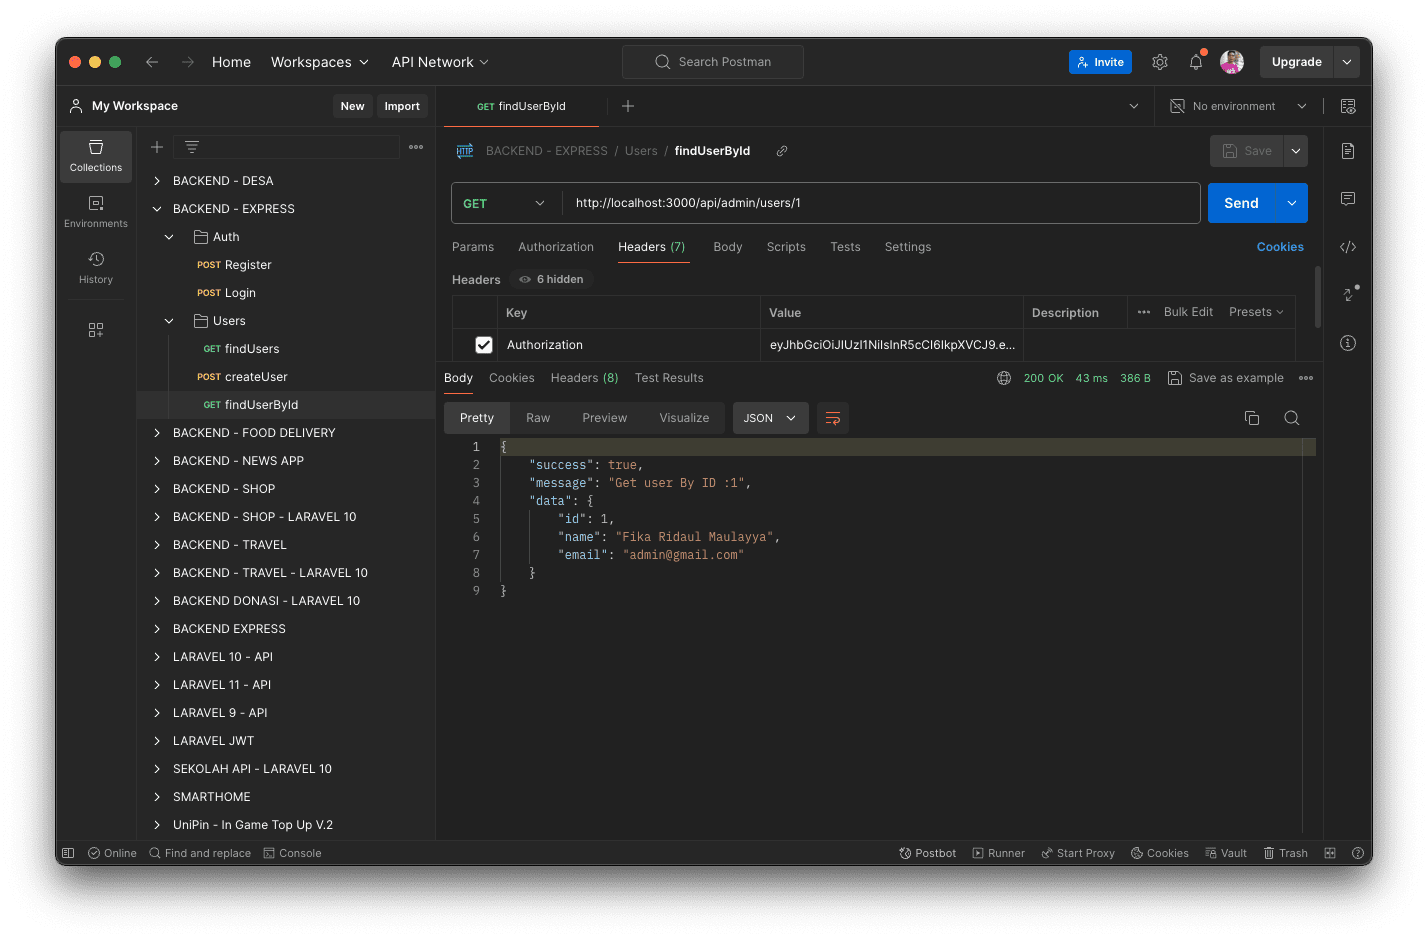 Home Workspaces API Network Search Postman Invite Upgrade
My Workspace New Import GET findUserById No environment
Collections
Environments
History
BACKEND - DESA
BACKEND - EXPRESS
Auth
POST Register
POST Login
Users
GET findUsers
POST createUser
GET findUserById
BACKEND - FOOD DELIVERY
BACKEND - NEWS APP
BACKEND - SHOP
BACKEND - SHOP - LARAVEL 10
BACKEND - TRAVEL
BACKEND - TRAVEL - LARAVEL 10
BACKEND DONASI - LARAVEL 10
BACKEND EXPRESS
LARAVEL 10 - API
LARAVEL 11 - API
LARAVEL 9 - API
LARAVEL JWT
SEKOLAH API - LARAVEL 10
SMARTHOME
UniPin - In Game Top Up V.2
HTTP BACKEND - EXPRESS / Users / findUserById Save
GET http://localhost:3000/api/admin/users/1 Send
Params Authorization Headers (7) Body Scripts Tests Settings Cookies
Headers 6 hidden
Key Value Description Bulk Edit Presets
Authorization eyJhbGciOiJIUzI1NiIsInR5cCI6IkpXVCJ9.e...
Body Cookies Headers (8) Test Results 200 OK 43 ms 386 B Save as example
Pretty Raw Preview Visualize JSON
1 {
2 "success": true,
3 "message": "Get user By ID :1",
4 "data": {
5 "id": 1,
6 "name": "Fika Ridaul Maulayya",
7 "email": "admin@gmail.com"
8 }
9 }
Online Find and replace Console Postbot Runner Start Proxy Cookies Vault Trash